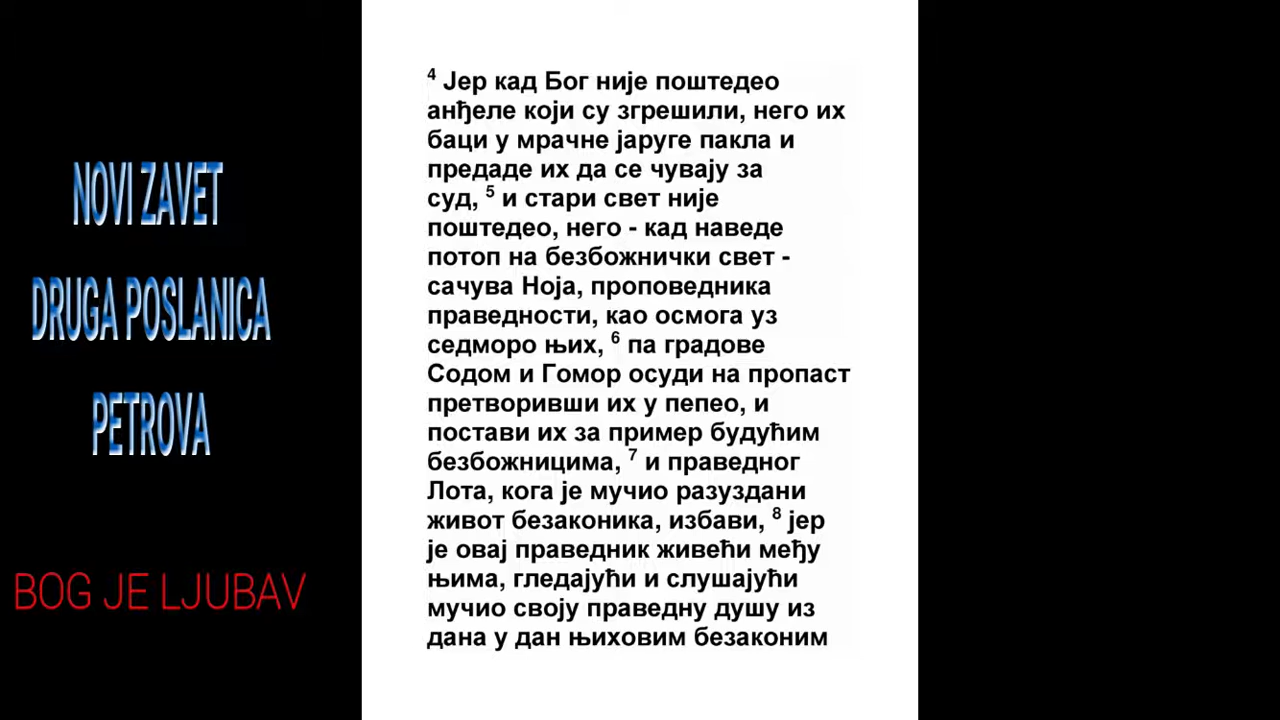 NOVI ZAVET
DRUGA POSLANICA
PETROVA
BOG JE LJUBAV
4 Јер кад Бог није поштедео
анђеле који су згрешили, него их
баци у мрачне јаруге пакла и
предаде их да се чувају за
суд, 5 и стари свет није
поштедео, него - кад наведе
потоп на безбожнички свет -
сачува Ноја, проповедника
праведности, као осмога уз
седморо њих, 6 па градове
Содом и Гомор осуди на пропаст
претворивши их у пепео, и
постави их за пример будућим
безбожницима, 7 и праведног
Лота, кога је мучио разуздани
живот безаконика, избави, 8 јер
је овај праведник живећи међу
њима, гледајући и слушајући
мучио своју праведну душу из
дана у дан њиховим безаконим